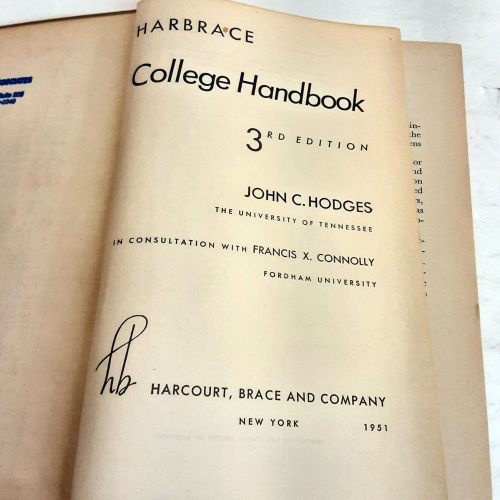 HARBRACE
College Handbook
3RD EDITION
JOHN C. HODGES
THE UNIVERSITY OF TENNESSEE
IN CONSULTATION WITH FRANCIS X. CONNOLLY
FORDHAM UNIVERSITY
hb
HARCOURT, BRACE AND COMPANY
NEW YORK 1951